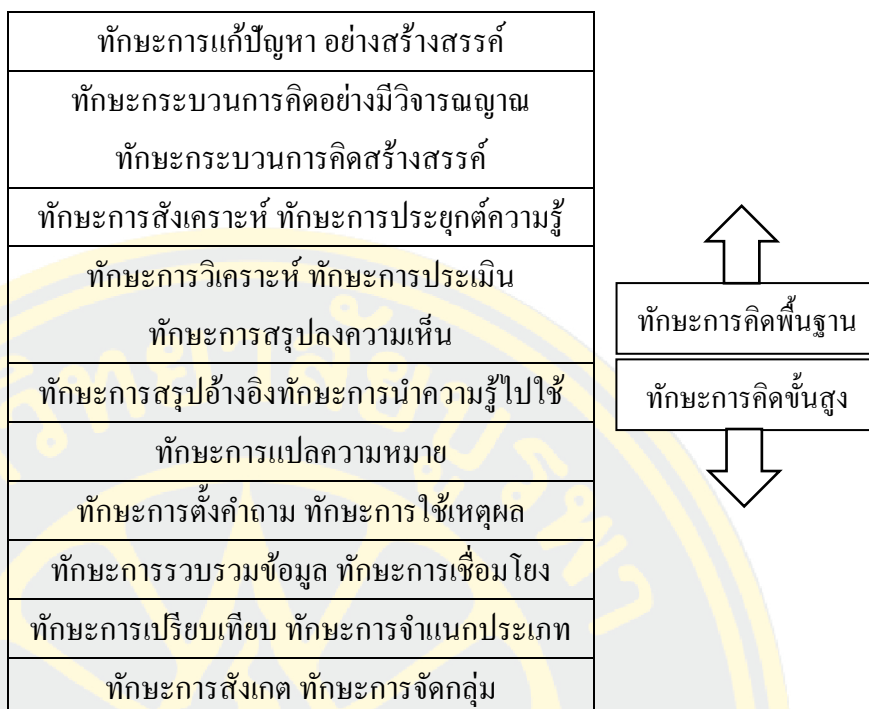 ทักษะการแก้ปัญหา อย่างสร้างสรรค์
ทักษะกระบวนการคิดอย่างมีวิจารณญาณ
ทักษะกระบวนการคิดสร้างสรรค์
ทักษะการสังเคราะห์ ทักษะการประยุกต์ความรู้
ทักษะการวิเคราะห์ ทักษะการประเมิน
ทักษะการสรุปลงความเห็น
ทักษะการสรุปอ้างอิงทักษะการนำความรู้ไปใช้
ทักษะการแปลความหมาย
ทักษะการตั้งคำถาม ทักษะการใช้เหตุผล
ทักษะการรวบรวมข้อมูล ทักษะการเชื่อมโยง
ทักษะการเปรียบเทียบ ทักษะการจำแนกประเภท
ทักษะการสังเกต ทักษะการจัดกลุ่ม
ทักษะการคิดพื้นฐาน
ทักษะการคิดขั้นสูง